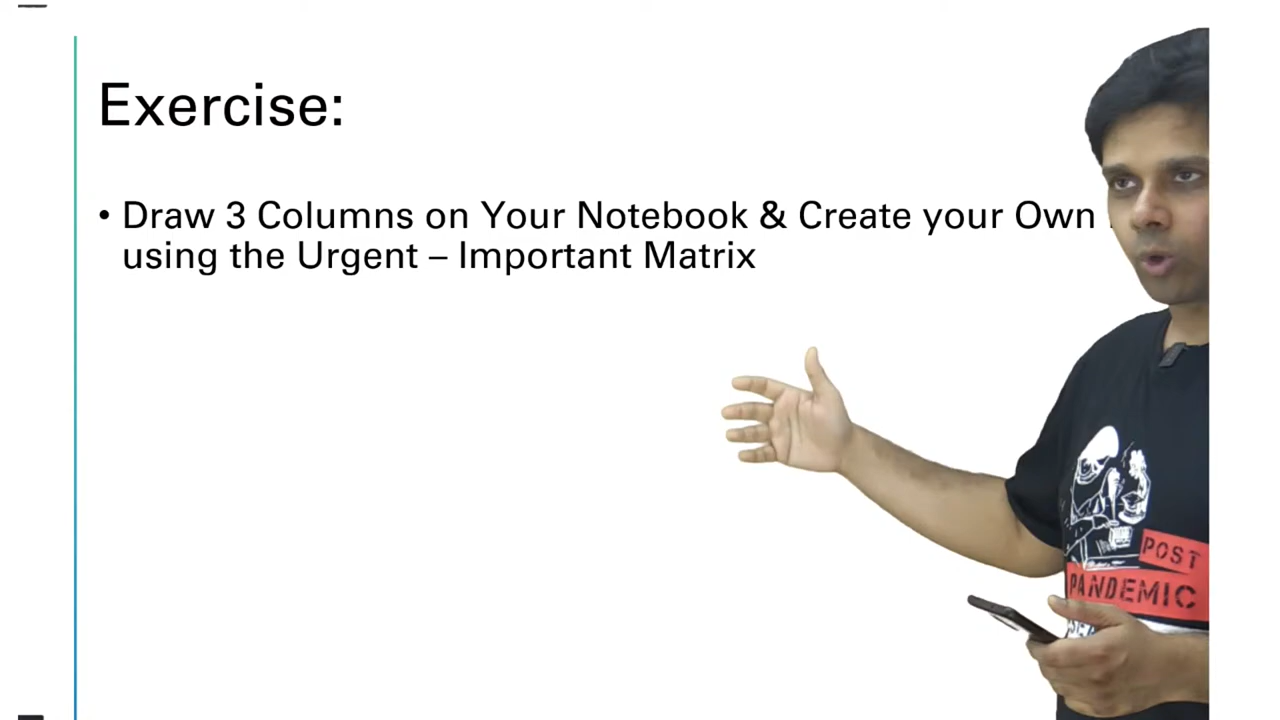 Exercise:
• Draw 3 Columns on Your Notebook & Create your Own
using the Urgent – Important Matrix
POST
PANDEMIC